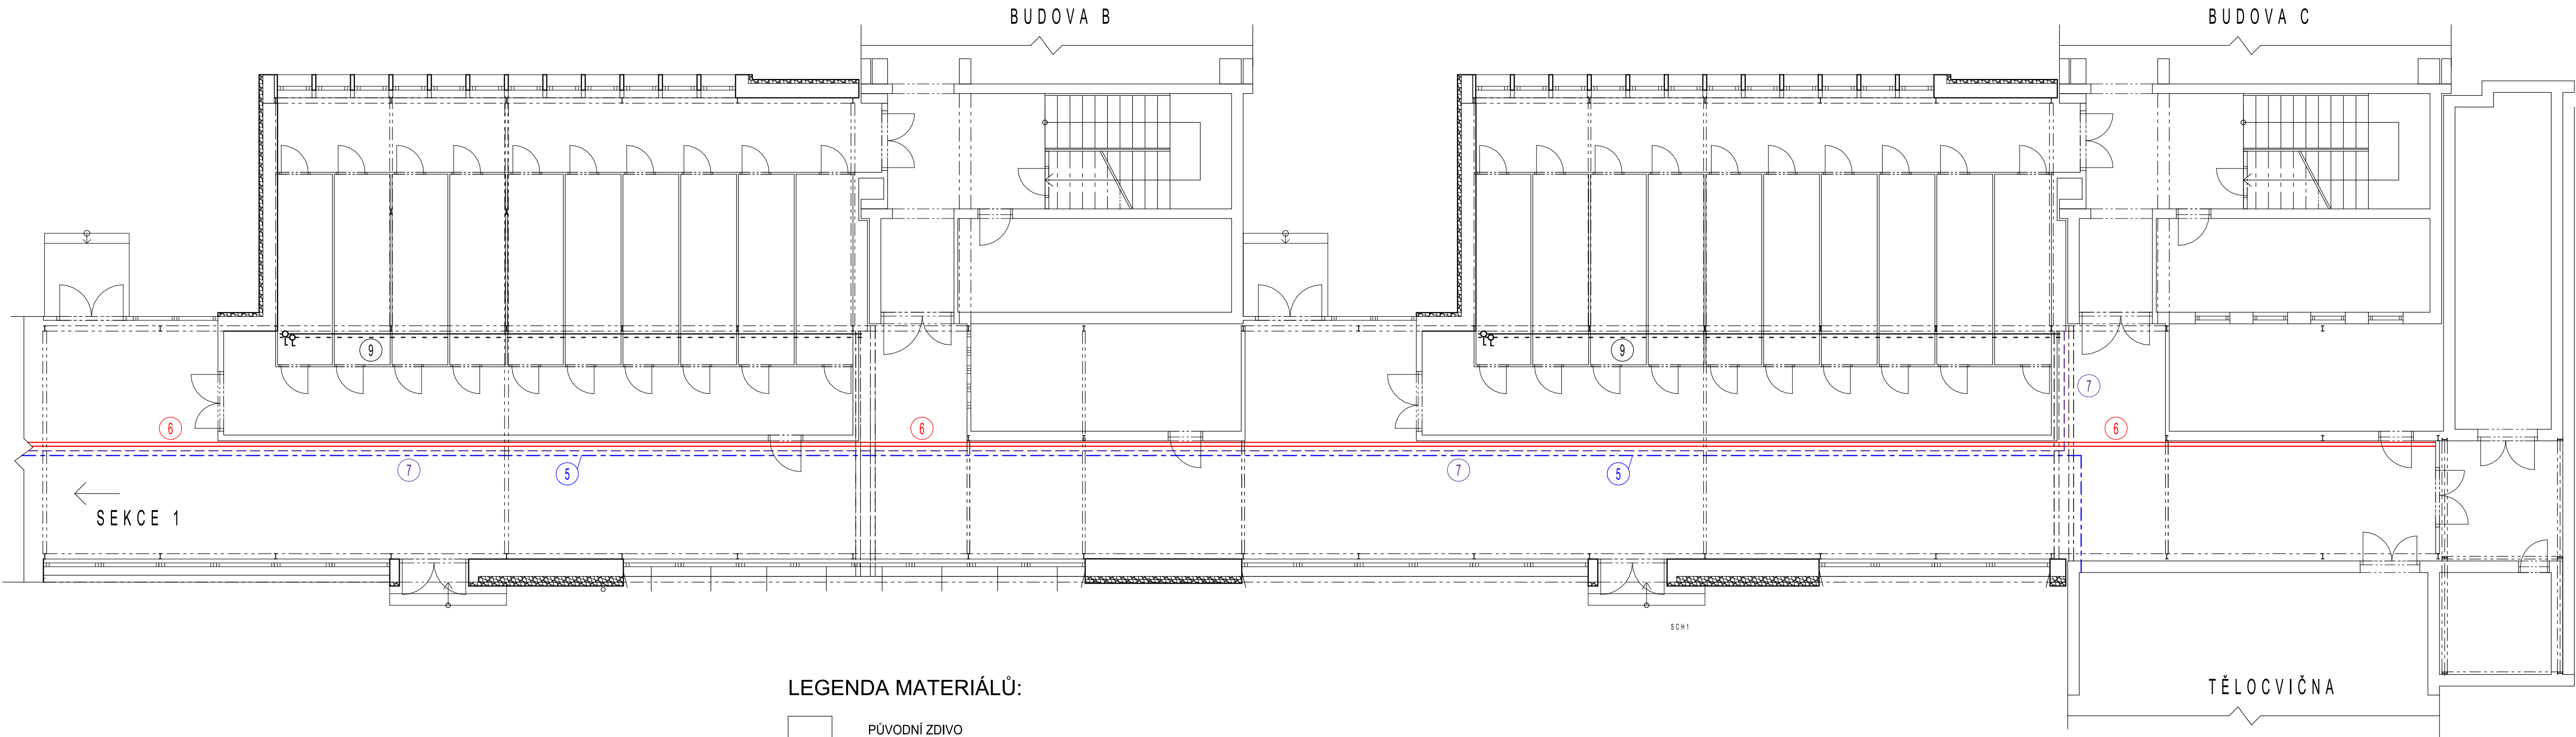 BUDOVA B
BUDOVA C
9
9
7
6
6
6
7
5
7
5
SEKCE 1
SCH1
TĚLOCVIČNA
LEGENDA MATERIÁLŮ:
PŮVODNÍ ZDIVO